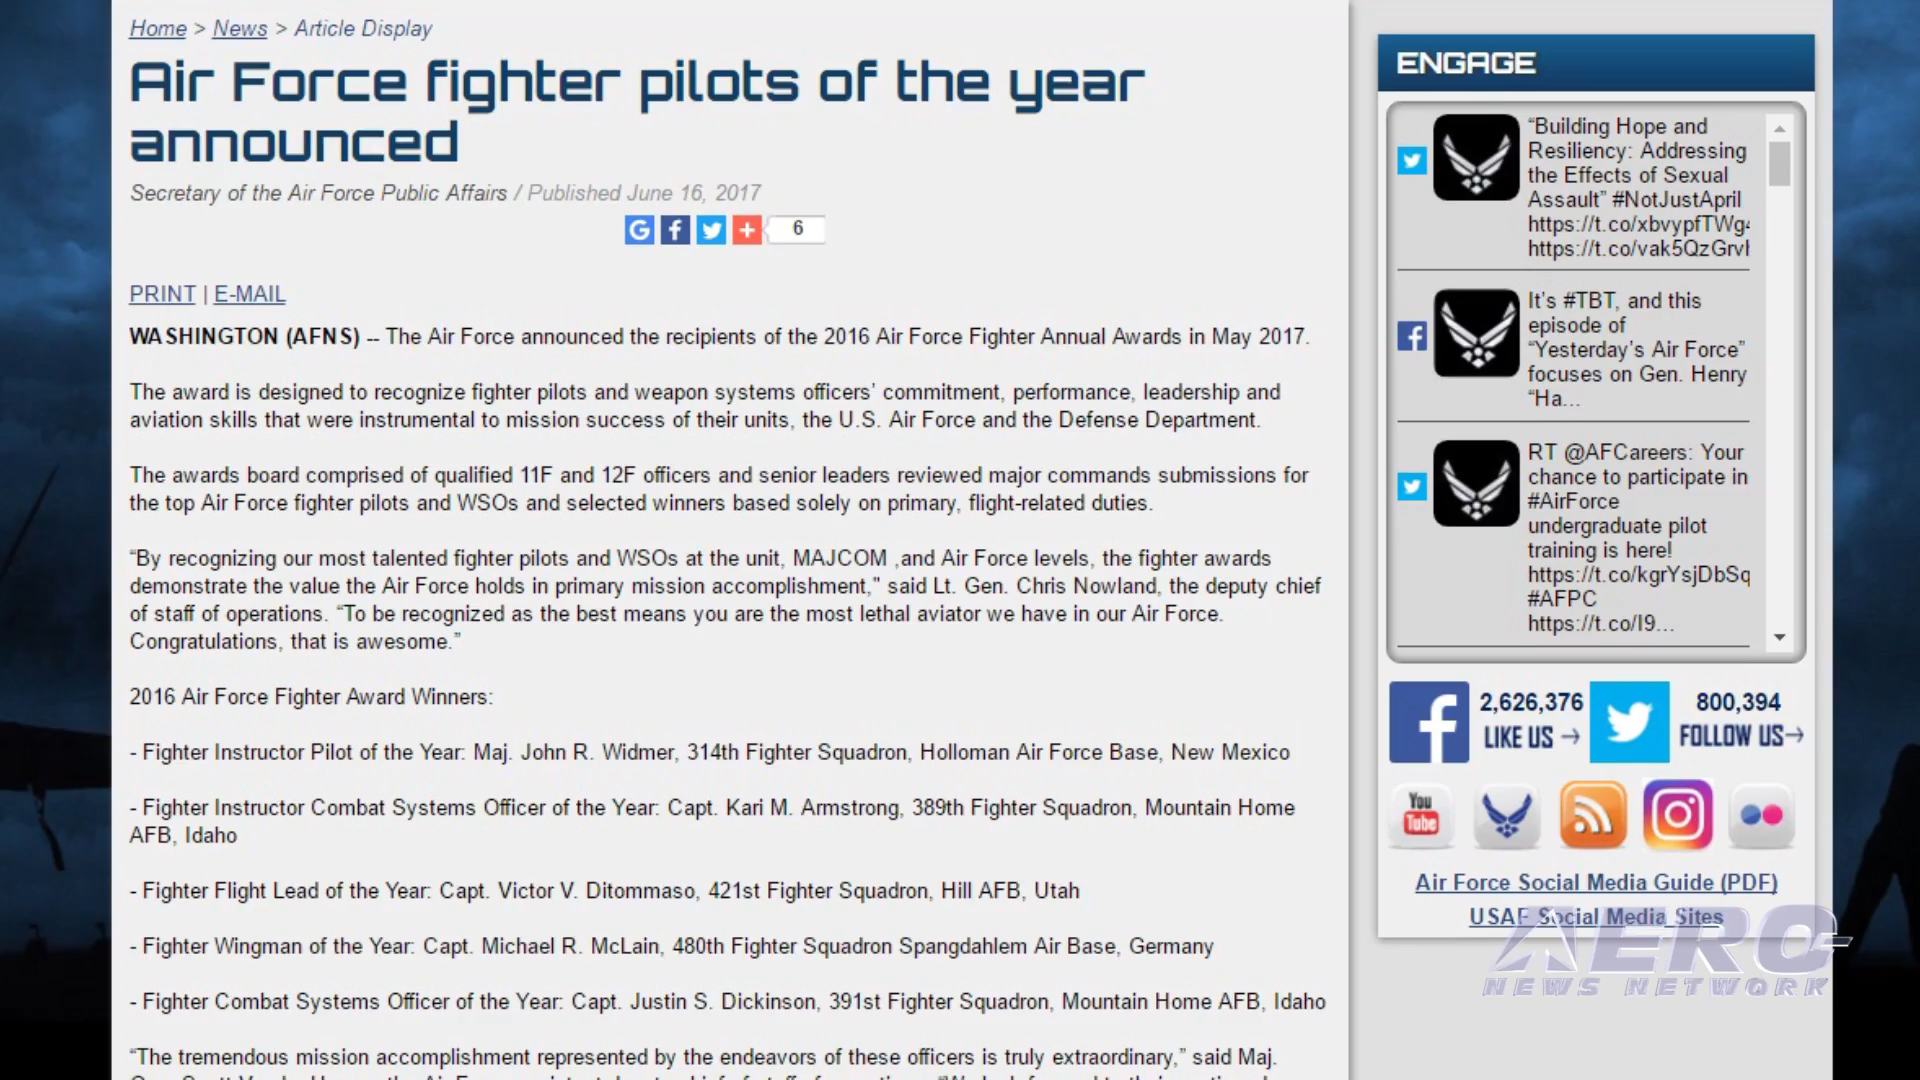 Home > News > Article Display
Air Force fighter pilots of the year
announced
Secretary of the Air Force Public Affairs / Published June 16, 2017
6
PRINT | E-MAIL
WASHINGTON (AFNS) -- The Air Force announced the recipients of the 2016 Air Force Fighter Annual Awards in May 2017.
The award is designed to recognize fighter pilots and weapon systems officers’ commitment, performance, leadership and
aviation skills that were instrumental to mission success of their units, the U.S. Air Force and the Defense Department.
The awards board comprised of qualified 11F and 12F officers and senior leaders reviewed major commands submissions for
the top Air Force fighter pilots and WSOs and selected winners based solely on primary, flight-related duties.
“By recognizing our most talented fighter pilots and WSOs at the unit, MAJCOM ,and Air Force levels, the fighter awards
demonstrate the value the Air Force holds in primary mission accomplishment," said Lt. Gen. Chris Nowland, the deputy chief
of staff of operations. “To be recognized as the best means you are the most lethal aviator we have in our Air Force.
Congratulations, that is awesome.”
2016 Air Force Fighter Award Winners:
- Fighter Instructor Pilot of the Year: Maj. John R. Widmer, 314th Fighter Squadron, Holloman Air Force Base, New Mexico
- Fighter Instructor Combat Systems Officer of the Year: Capt. Kari M. Armstrong, 389th Fighter Squadron, Mountain Home
AFB, Idaho
- Fighter Flight Lead of the Year: Capt. Victor V. Ditommaso, 421st Fighter Squadron, Hill AFB, Utah
- Fighter Wingman of the Year: Capt. Michael R. McLain, 480th Fighter Squadron Spangdahlem Air Base, Germany
- Fighter Combat Systems Officer of the Year: Capt. Justin S. Dickinson, 391st Fighter Squadron, Mountain Home AFB, Idaho
“The tremendous mission accomplishment represented by the endeavors of these officers is truly extraordinary,” said Maj.
ENGAGE
“Building Hope and
Resiliency: Addressing
the Effects of Sexual
Assault” #NotJustApril
https://t.co/xbvypfTWg
https://t.co/vak5QzGrv
It’s #TBT, and this
episode of
“Yesterday’s Air Force”
focuses on Gen. Henry
“Ha...
RT @AFCareers: Your
chance to participate in
#AirForce
undergraduate pilot
training is here!
https://t.co/kgrYsjDbSq
#AFPC
https://t.co/I9...
2,626,376
LIKE US
800,394
FOLLOW US
You
Tube
Air Force Social Media Guide (PDF)
USAF Social Media Sites
AERO
NEWS NETWORK